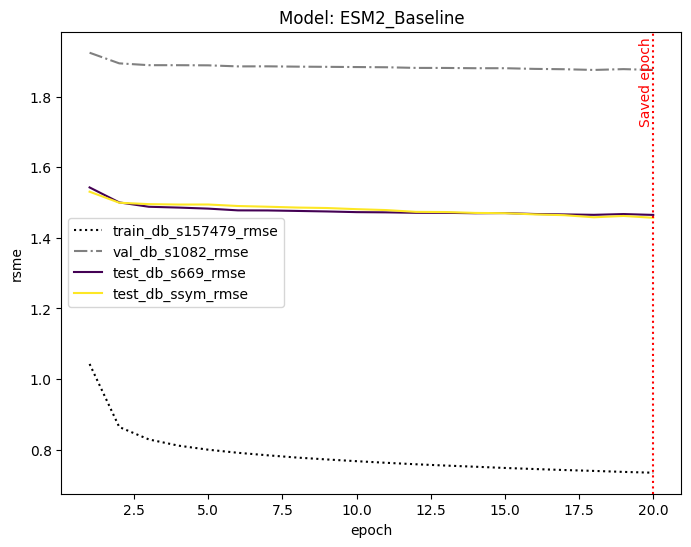 Model: ESM2_Baseline
rsme
1.8
1.6
1.4
1.2
1.0
0.8
Saved epoch
train_db_s157479_rmse
val_db_s1082_rmse
test_db_s669_rmse
test_db_ssym_rmse
2.5 5.0 7.5 10.0 12.5 15.0 17.5 20.0
epoch